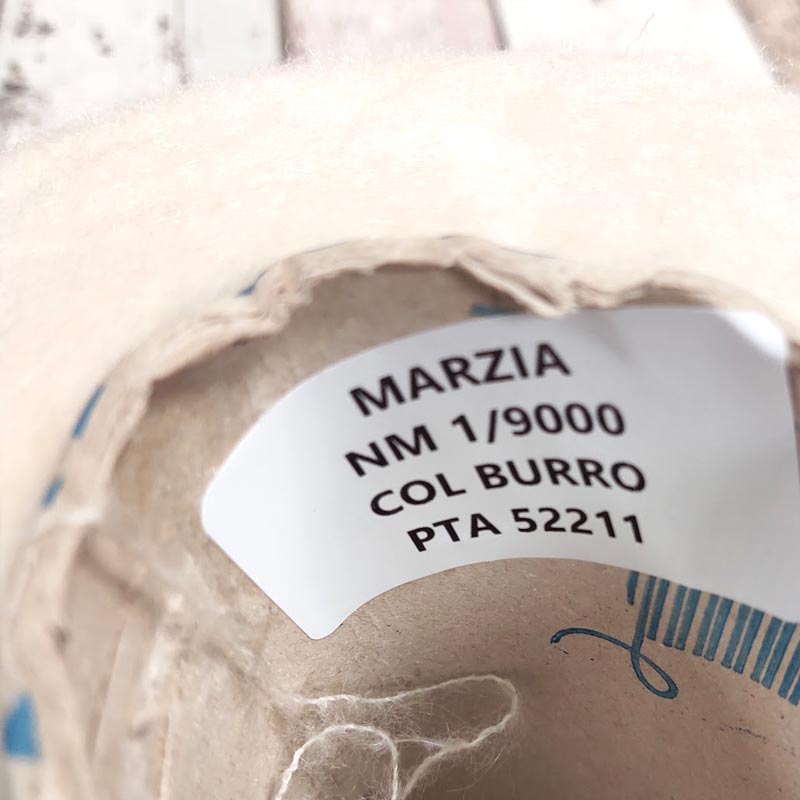 MARZIA
NM 1/9000
COL BURRO
PTA 52211